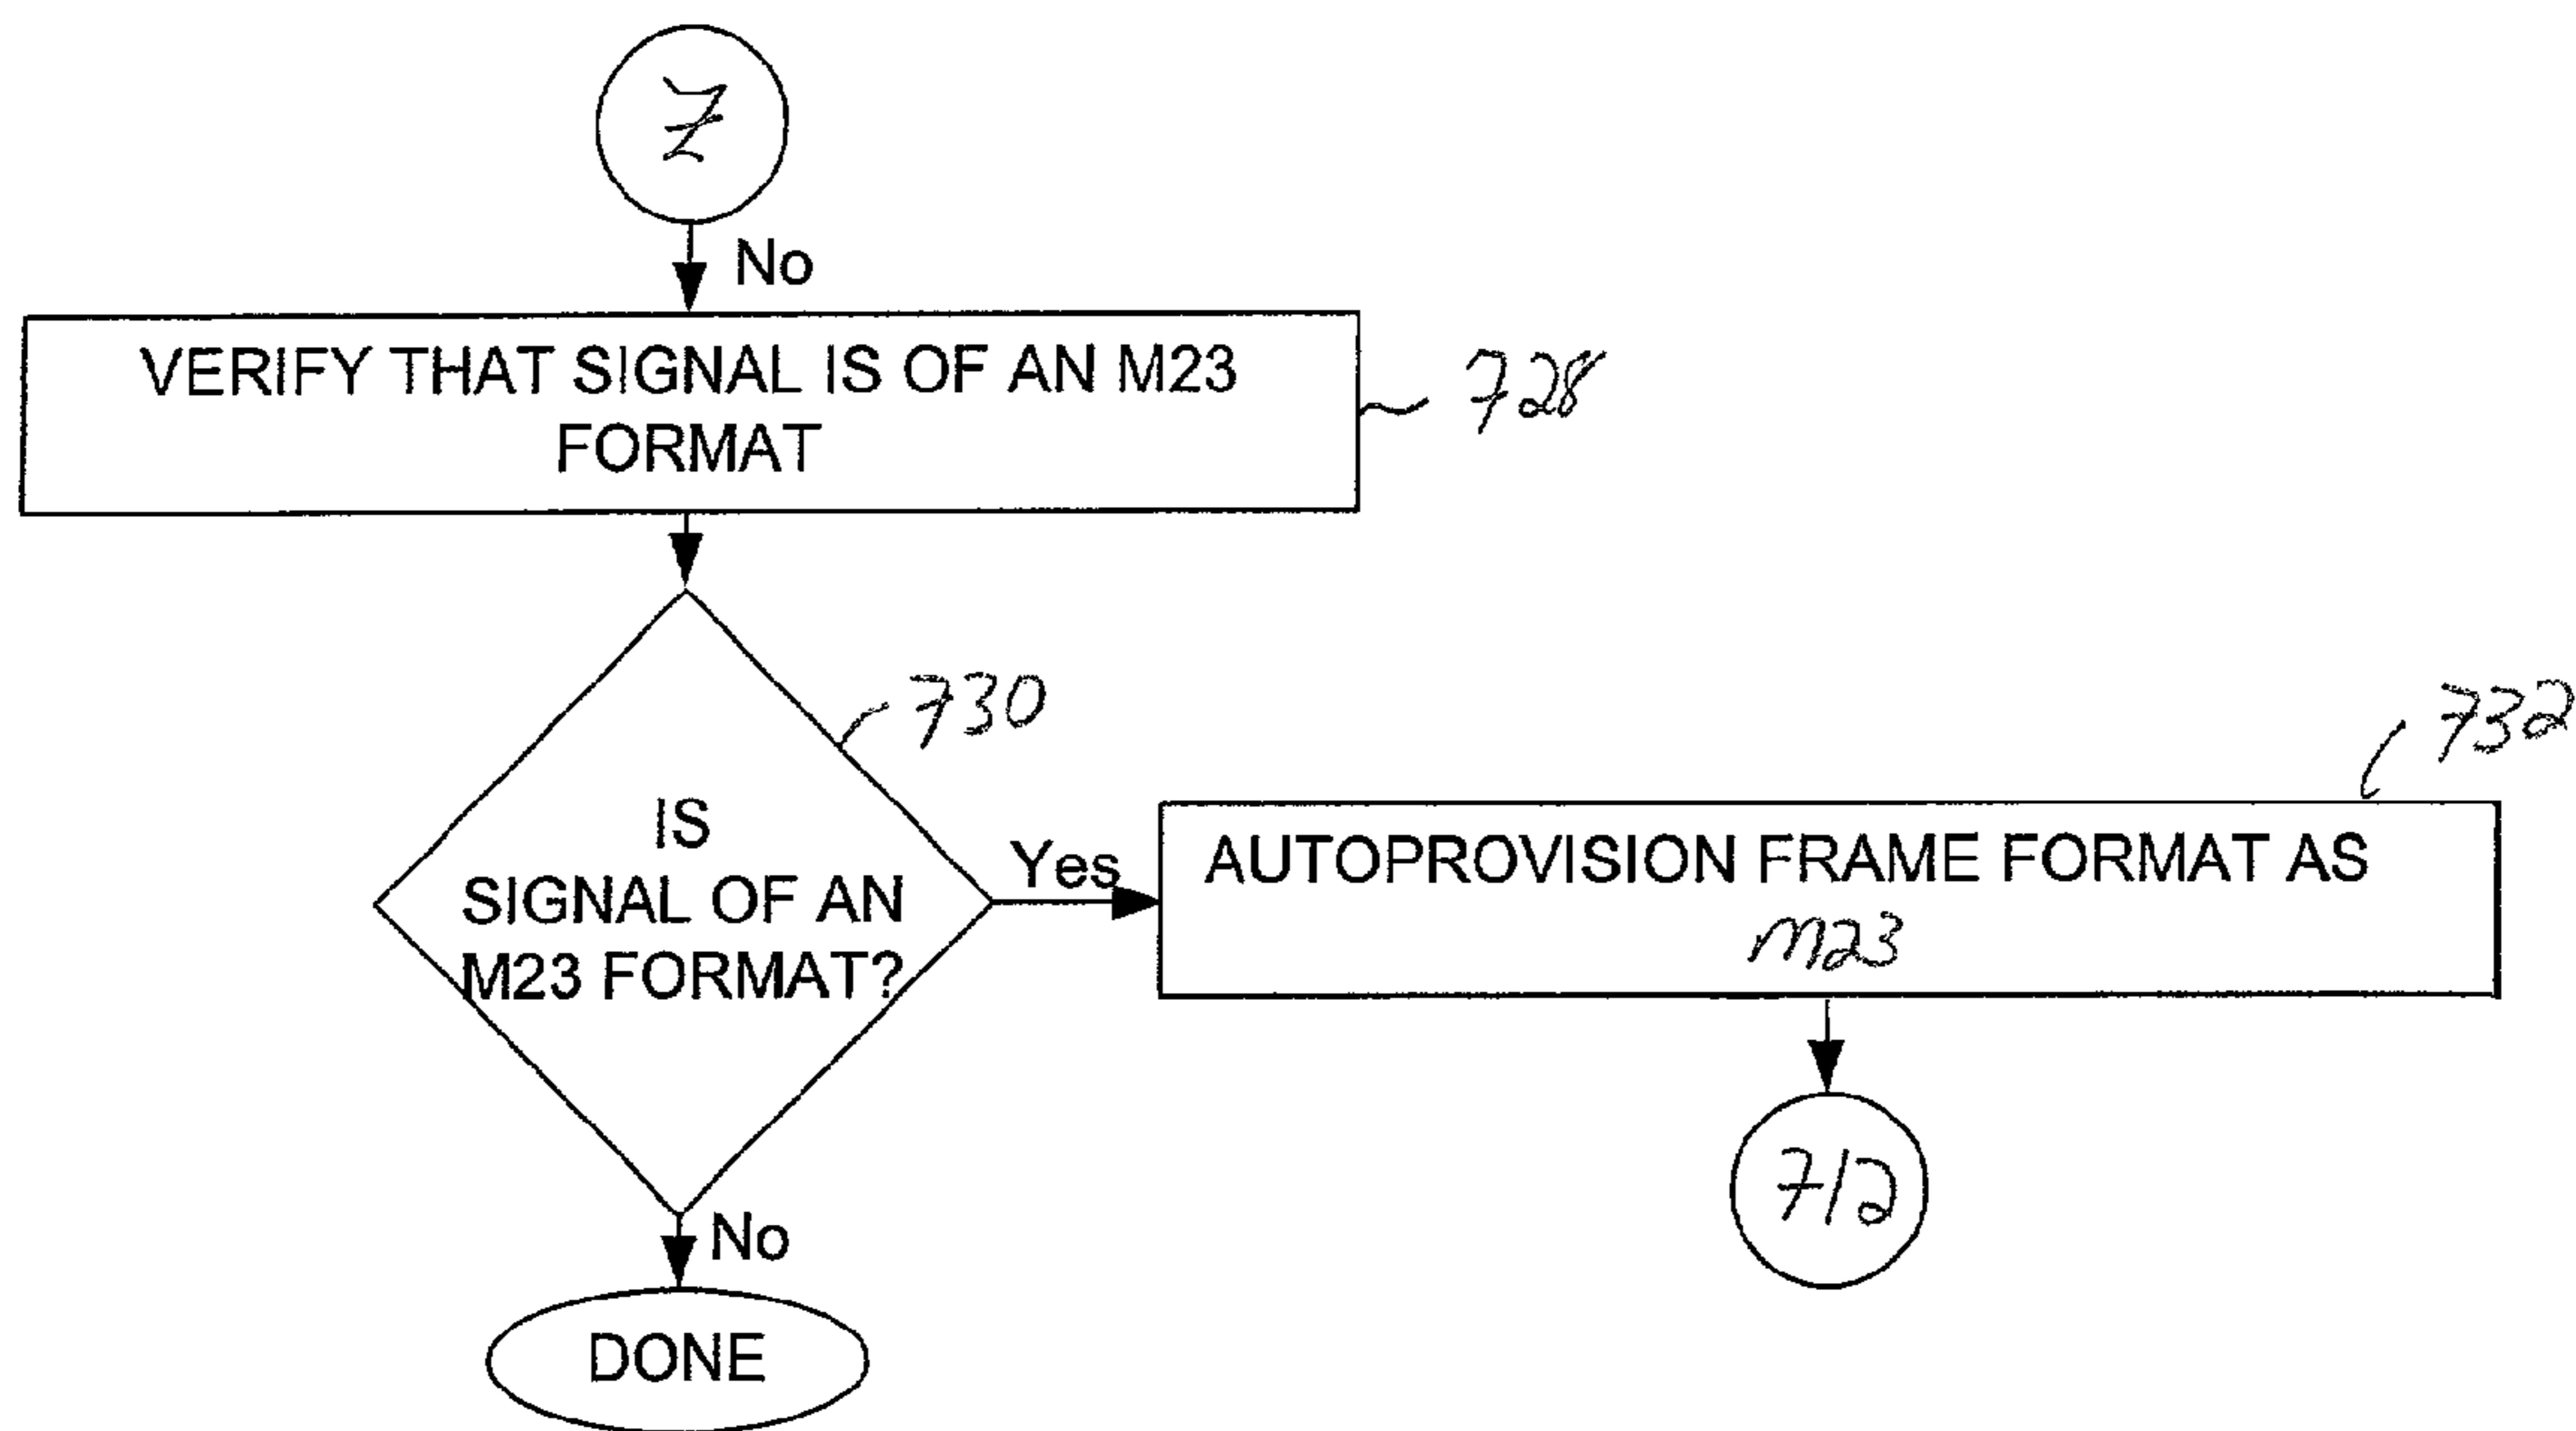 Z
No
VERIFY THAT SIGNAL IS OF AN M23
FORMAT
728
730
732
IS
SIGNAL OF AN
M23 FORMAT?
Yes
AUTOPROVISION FRAME FORMAT AS
M23
712
No
DONE